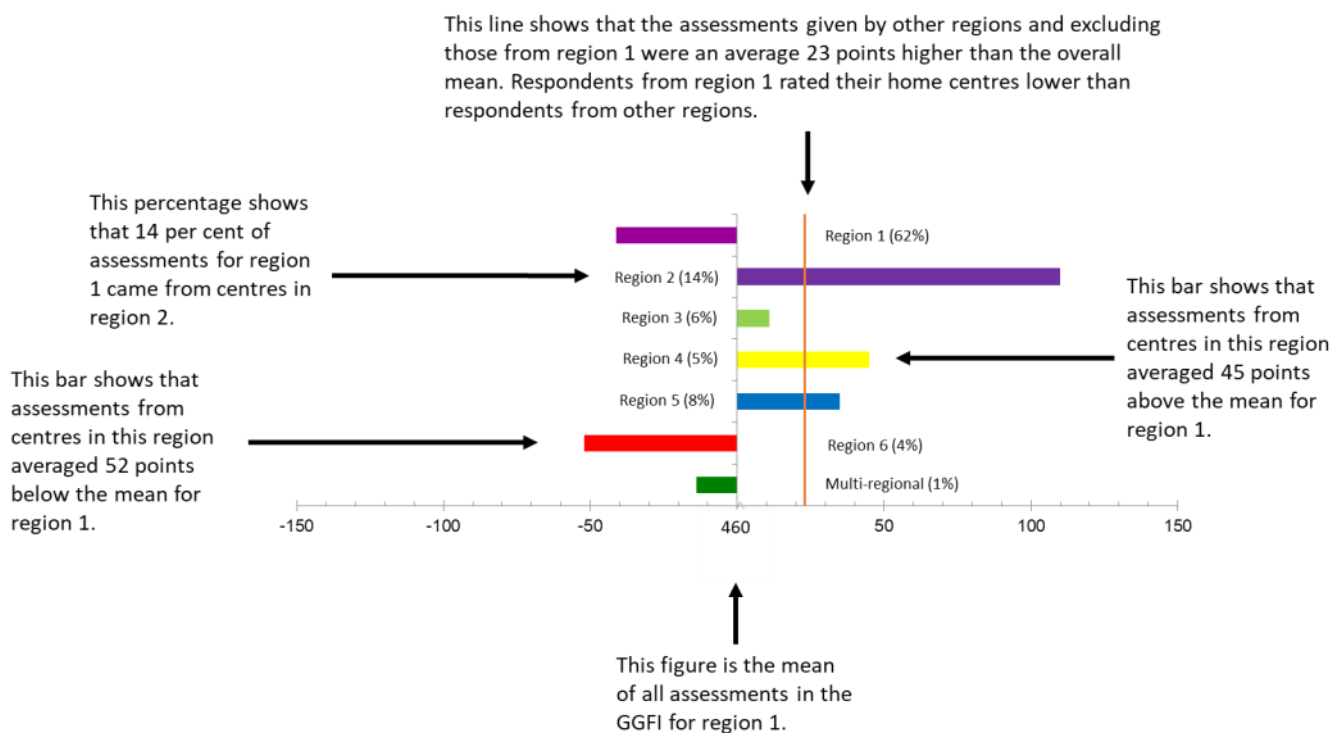 This line shows that the assessments given by other regions and excluding
those from region 1 were an average 23 points higher than the overall
mean. Respondents from region 1 rated their home centres lower than
respondents from other regions.
This percentage shows
that 14 per cent of
assessments for region
1 came from centres in
region 2.
This bar shows that
assessments from
centres in this region
averaged 52 points
below the mean for
region 1.
Region 1 (62%)
Region 2 (14%)
Region 3 (6%)
Region 4 (5%)
Region 5 (8%)
Region 6 (4%)
Multi-regional (1%)
This bar shows that
assessments from
centres in this region
averaged 45 points
above the mean for
region 1.
-150 -100 -50 460 50 100 150
This figure is the mean
of all assessments in the
GGFI for region 1.